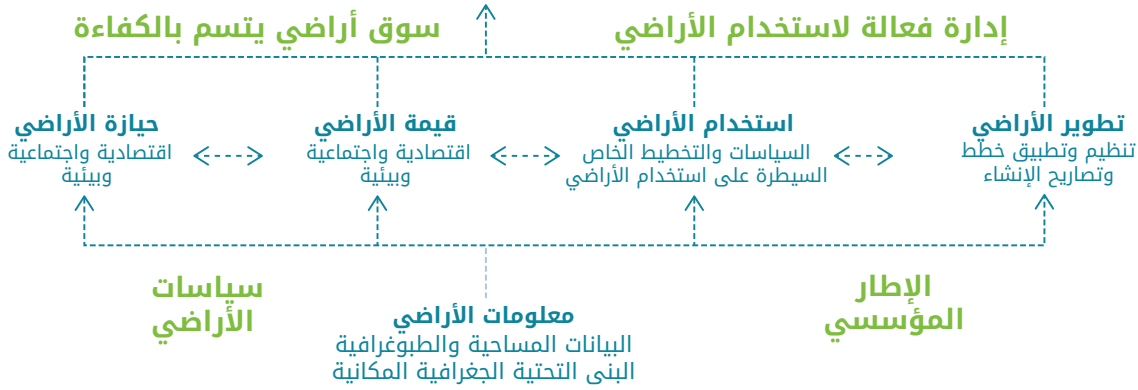 إدارة فعالة لاستخدام الأراضي
سوق أراضي يتسم بالكفاءة
تطوير الأراضي
تنظيم وتطبيق خطط
وتصاريح الإنشاء
استخدام الأراضي
السياسات والتخطيط الخاص
السيطرة على استخدام الأراضي
قيمة الأراضي
اقتصادية واجتماعية
وبيئية
حيازة الأراضي
اقتصادية واجتماعية
وبيئية
الإطار
المؤسسي
معلومات الأراضي
البيانات المساحية والطبوغرافية
البنى التحتية الجغرافية المكانية
سياسات
الأراضي